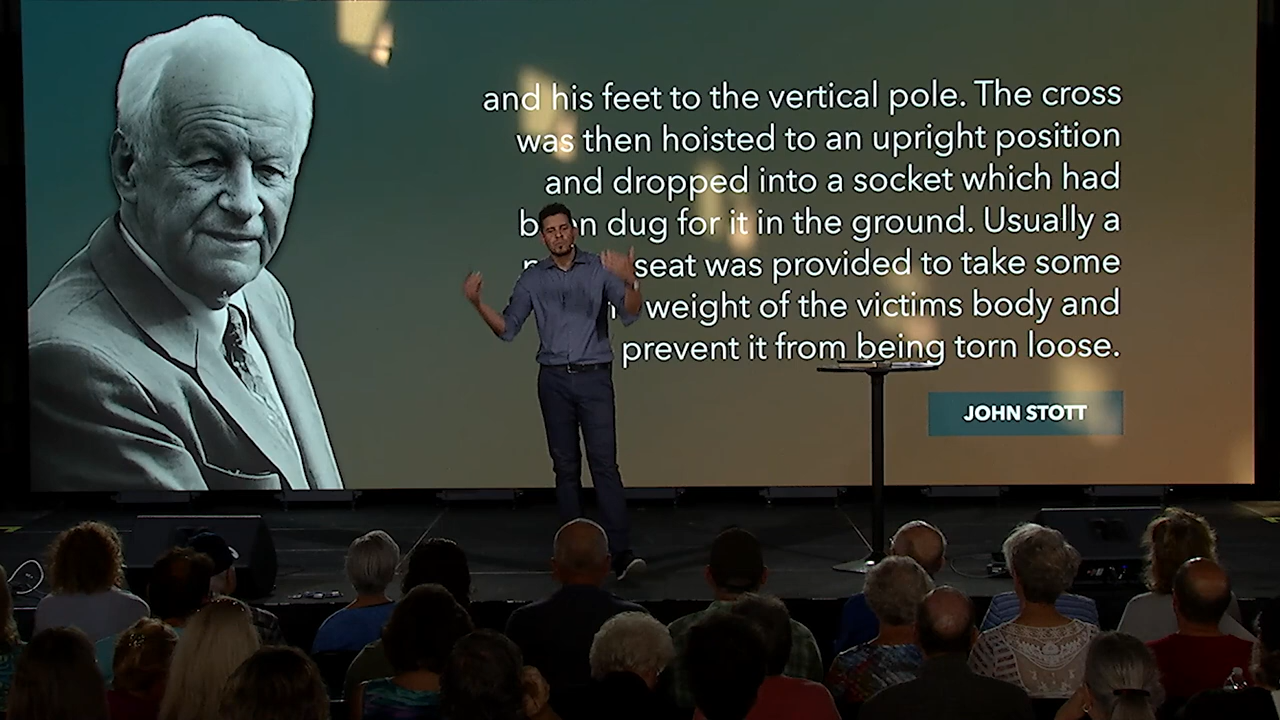 and his feet to the vertical pole. The cross
was then hoisted to an upright position
and dropped into a socket which had
been dug for it in the ground. Usually a
seat was provided to take some
weight of the victims body and
prevent it from being torn loose.
JOHN STOTT